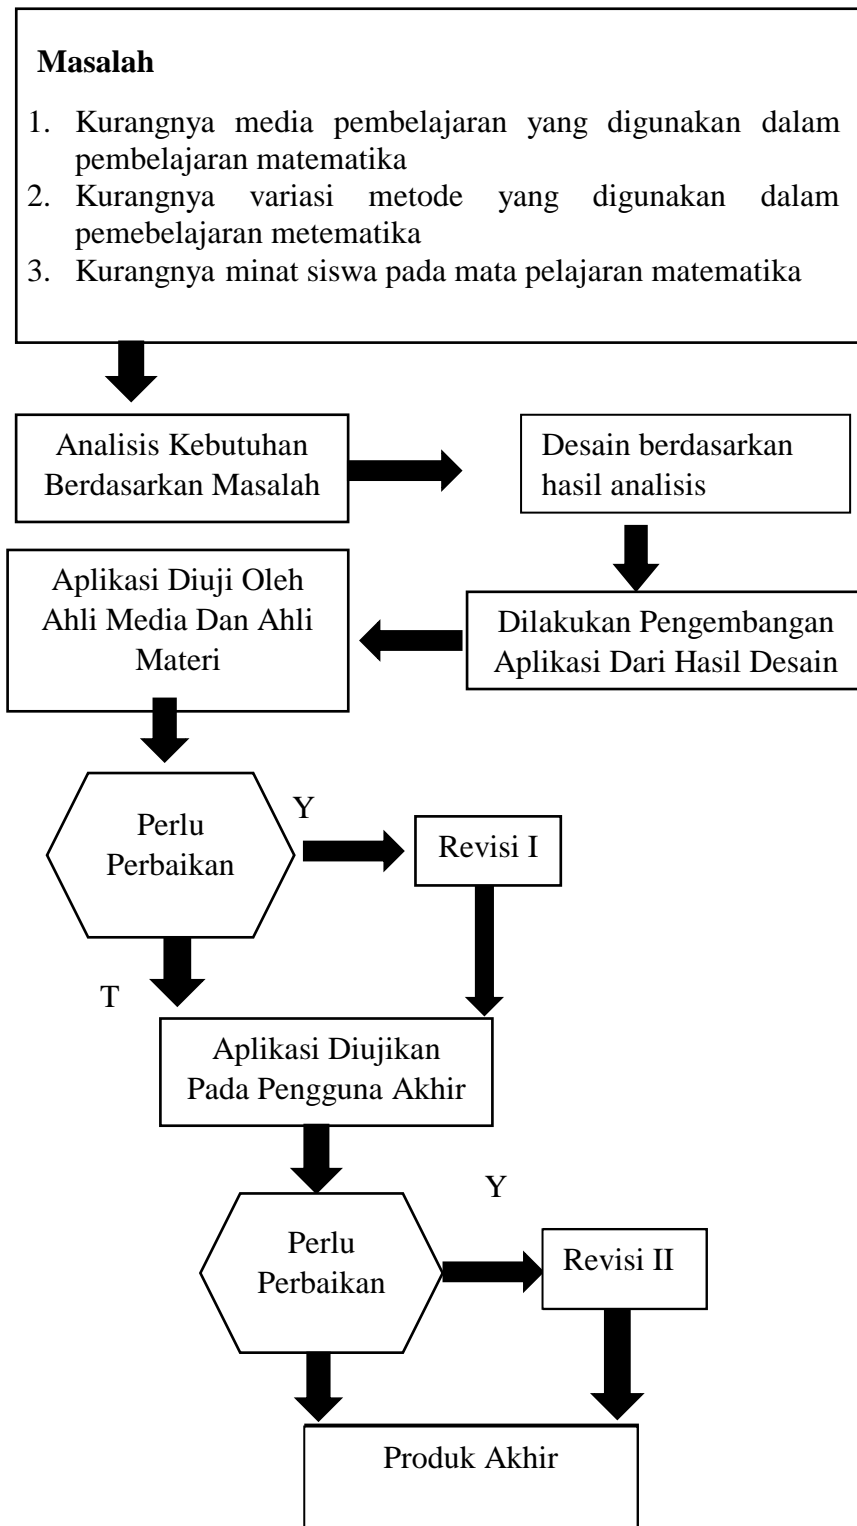 Masalah
1. Kurangnya media pembelajaran yang digunakan dalam
pembelajaran matematika
2. Kurangnya variasi metode yang digunakan dalam
pemebelajaran metematika
3. Kurangnya minat siswa pada mata pelajaran matematika
Analisis Kebutuhan
Berdasarkan Masalah
Desain berdasarkan
hasil analisis
Aplikasi Diuji Oleh
Ahli Media Dan Ahli
Materi
Dilakukan Pengembangan
Aplikasi Dari Hasil Desain
Perlu
Perbaikan
Y
Revisi I
T
Aplikasi Diujikan
Pada Pengguna Akhir
Perlu
Perbaikan
Y
Revisi II
Produk Akhir